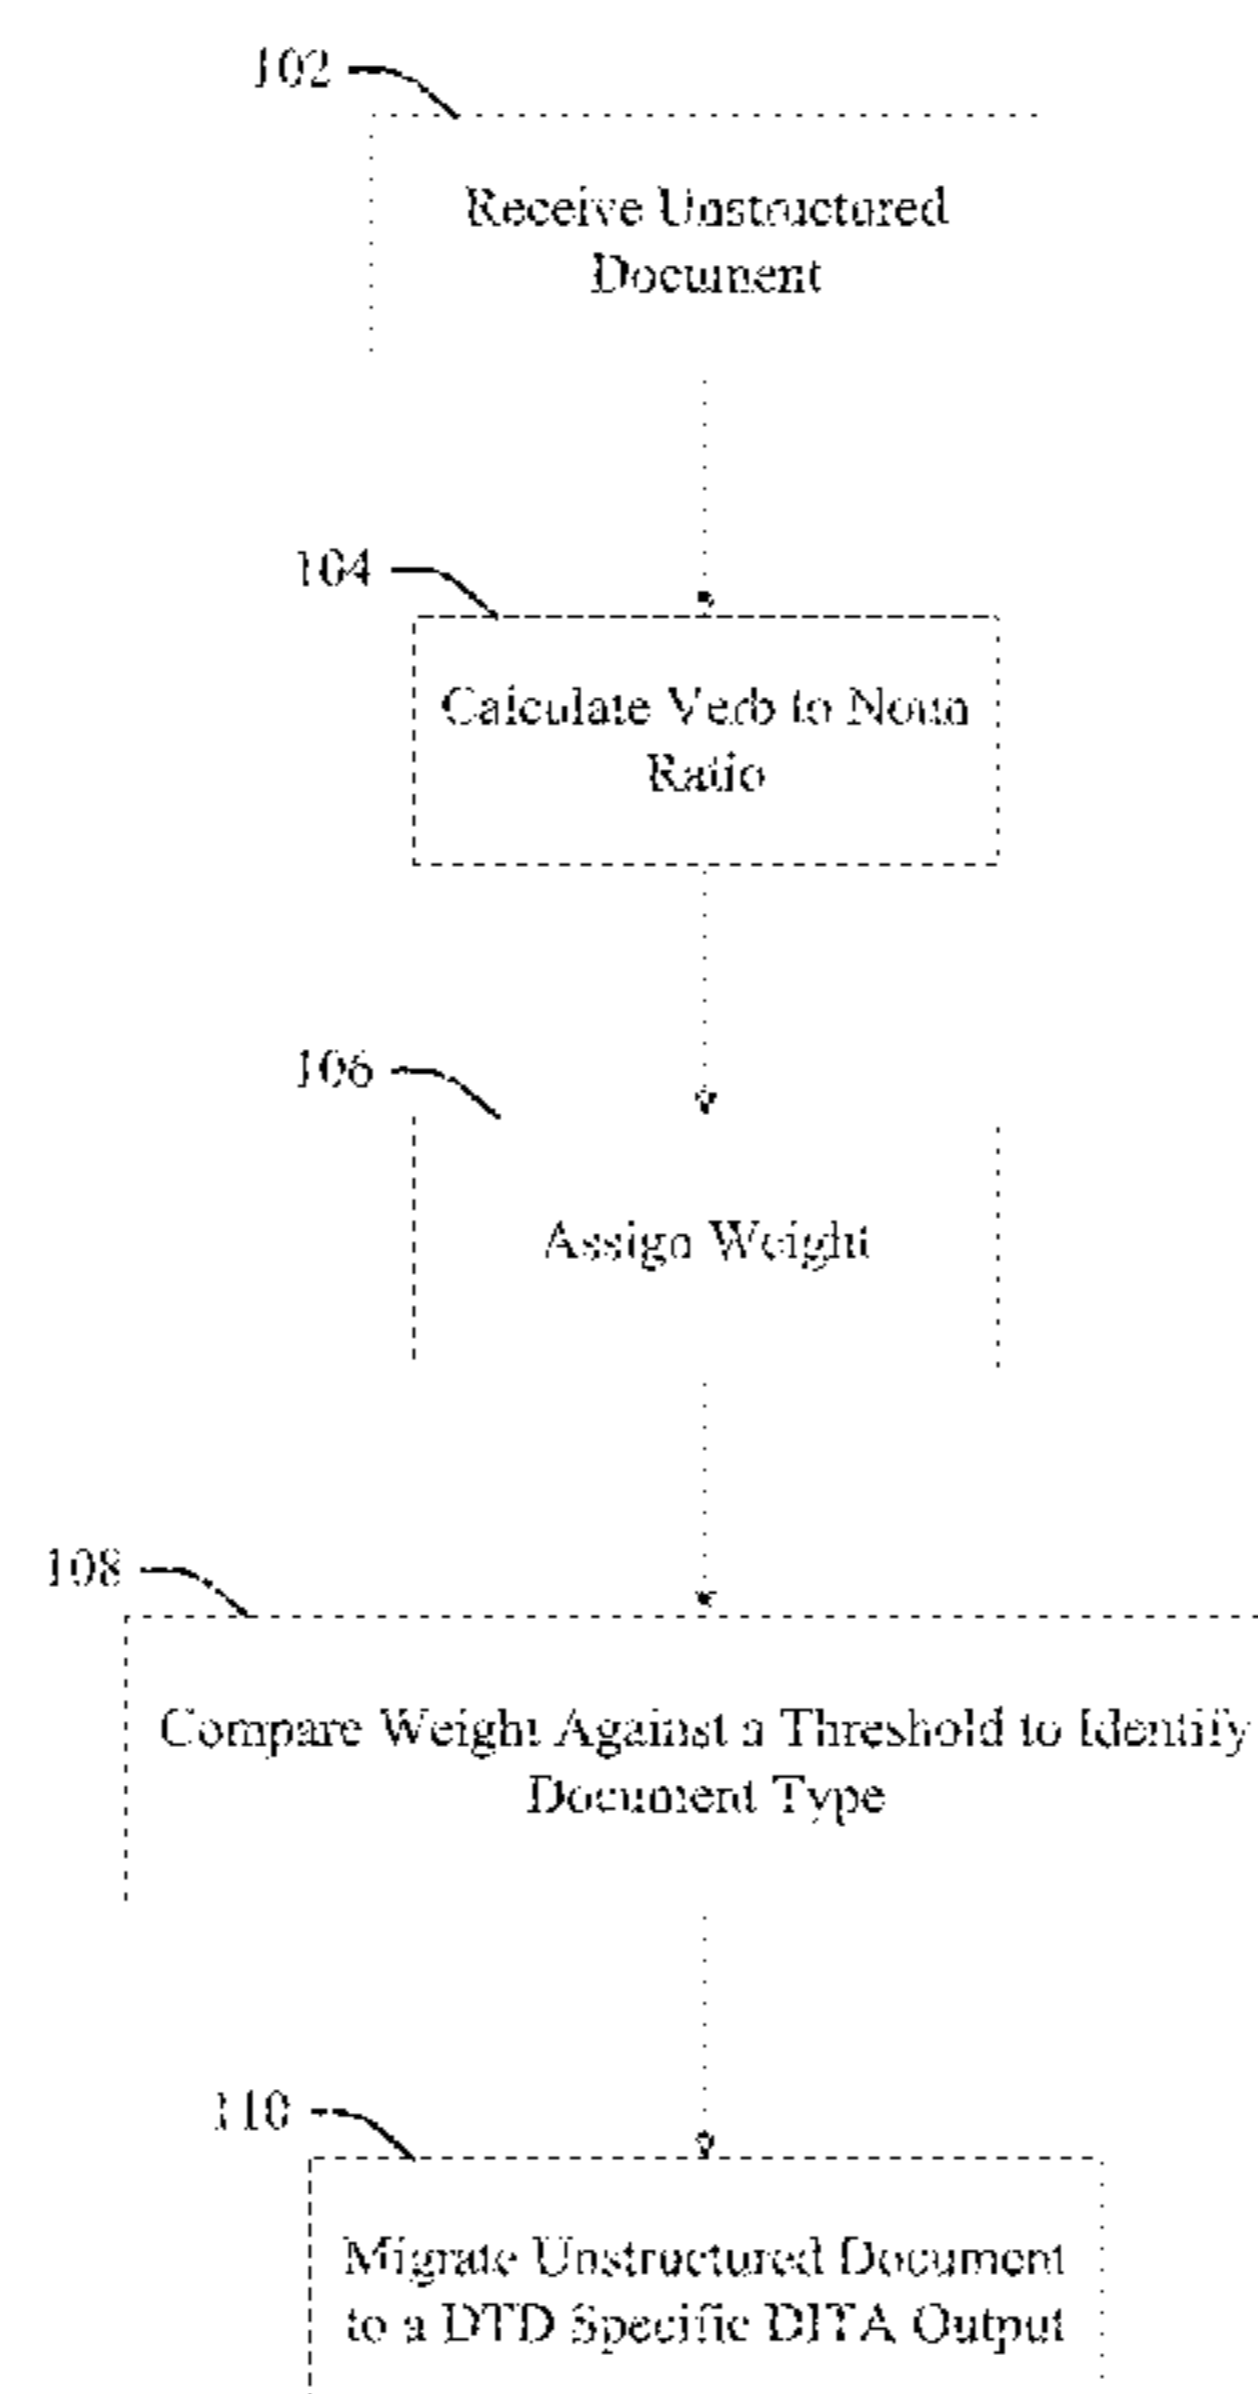 102
Receive Unstructured
Document
104
Calculate Verb to Noun
Ratio
106
Assign Weight
108
Compare Weight Against a Threshold to Identify
Document Type
110
Migrate Unstructured Document
to a DTD Specific DITA Output